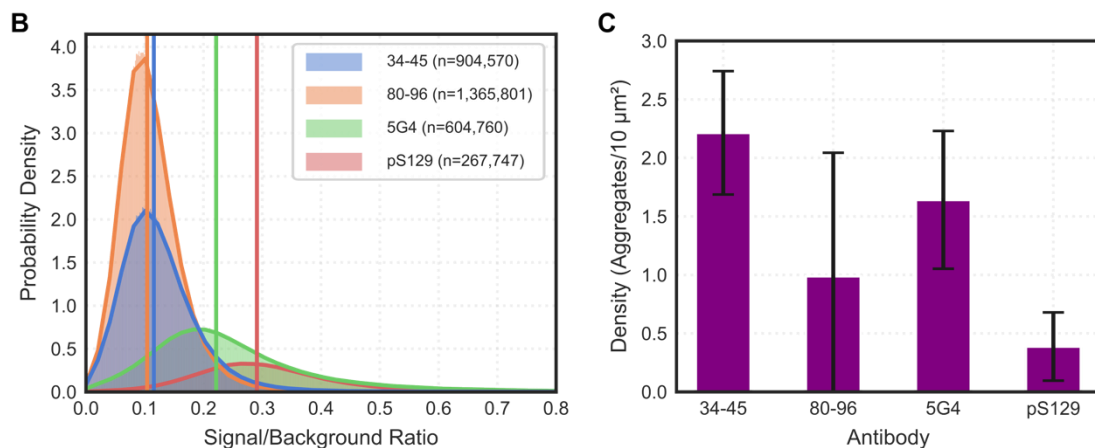 B
4.0
3.5
3.0
2.5
2.0
1.5
1.0
0.5
0.0
Probability Density
34-45 (n=904,570)
80-96 (n=1,365,801)
5G4 (n=604,760)
pS129 (n=267,747)
0.0 0.1 0.2 0.3 0.4 0.5 0.6 0.7 0.8
Signal/Background Ratio
C
3.0
2.5
2.0
1.5
1.0
0.5
0.0
Density (Aggregates/10 µm²)
34-45 80-96 5G4 pS129
Antibody